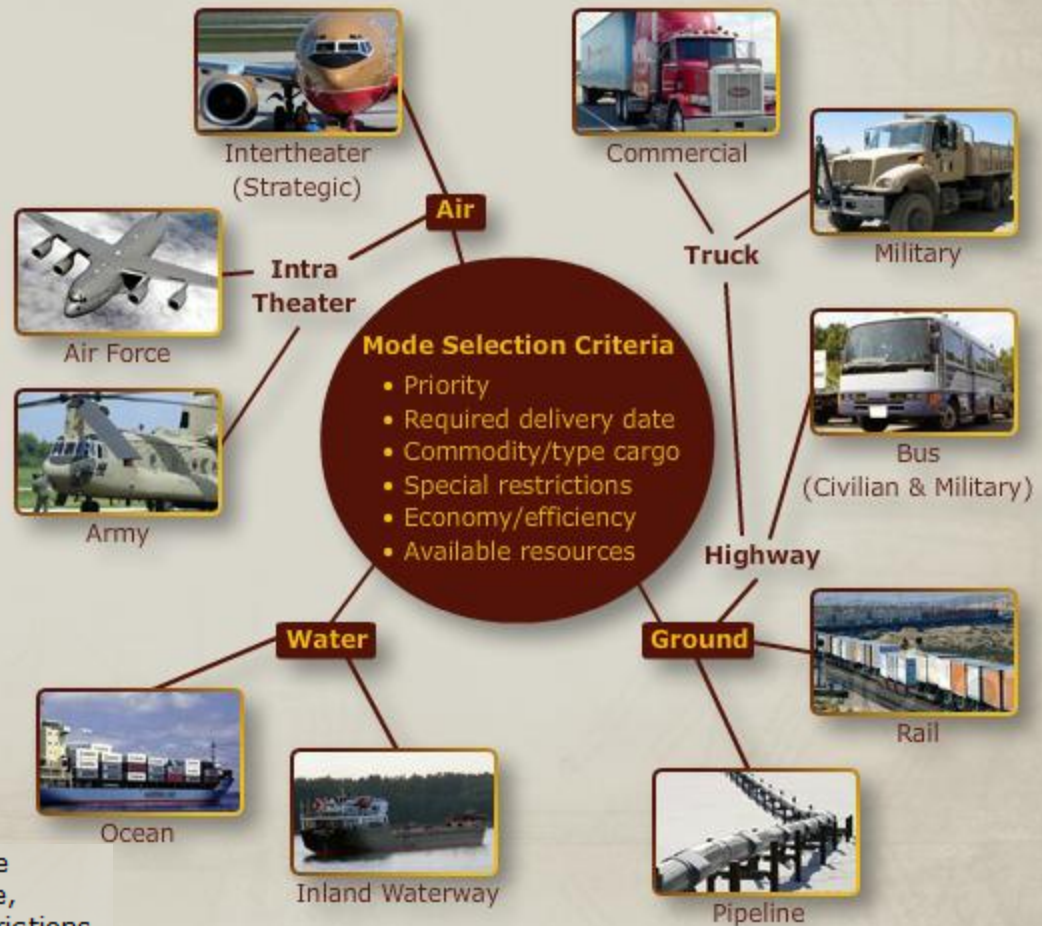 Intertheater
(Strategic)
Commercial
Air
Military
Truck
Intra
Theater
Air Force
Mode Selection Criteria
• Priority
• Required delivery date
• Commodity/type cargo
• Special restrictions
• Economy/efficiency
• Available resources
Bus
(Civilian & Military)
Army
Highway
Water
Ground
Rail
Ocean
Inland Waterway
Pipeline